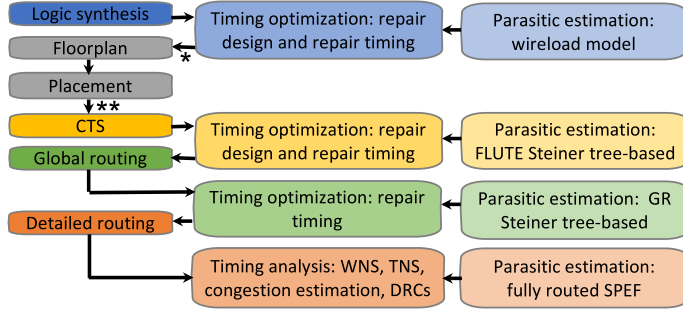 Logic synthesis
Timing optimization: repair
design and repair timing
Parasitic estimation:
wireload model
Floorplan
*
Placement
**
CTS
Timing optimization: repair
design and repair timing
Parasitic estimation:
FLUTE Steiner tree-based
Global routing
Timing optimization: repair
timing
Parasitic estimation: GR
Steiner tree-based
Detailed routing
Timing analysis: WNS, TNS,
congestion estimation, DRCs
Parasitic estimation:
fully routed SPEF